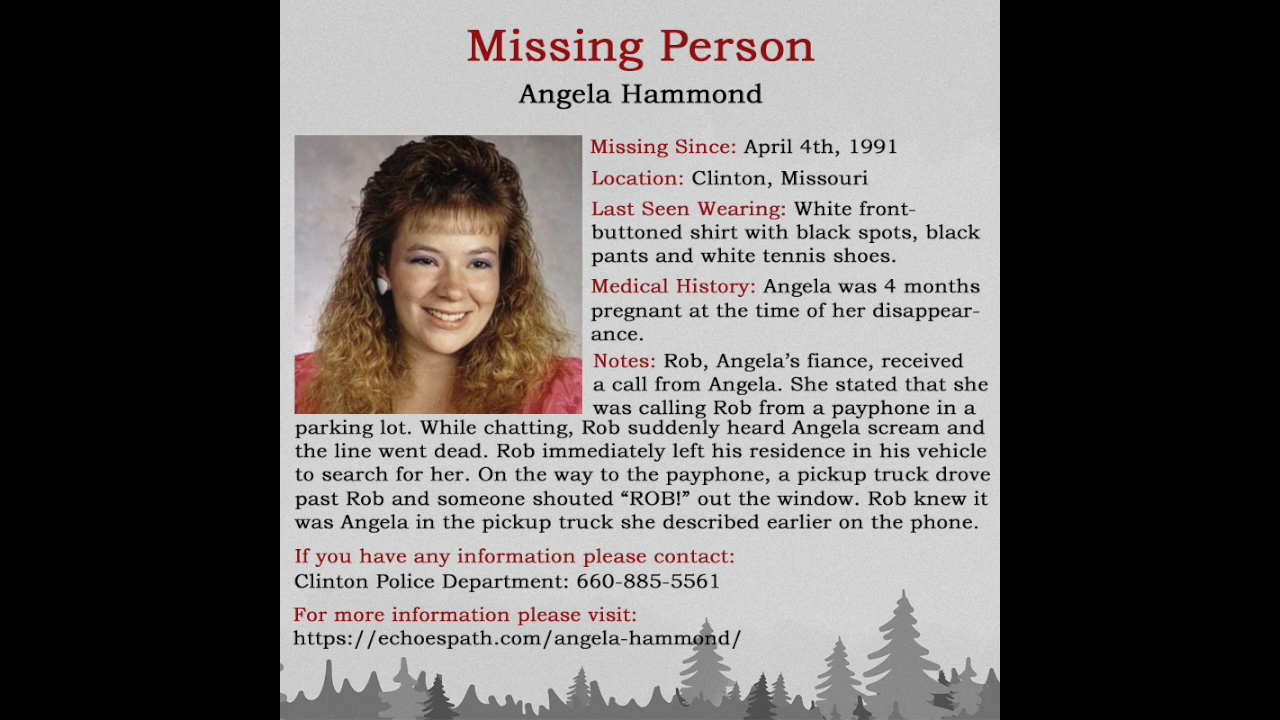 Missing Person
Angela Hammond
Missing Since: April 4th, 1991
Location: Clinton, Missouri
Last Seen Wearing: White front-
buttoned shirt with black spots, black
pants and white tennis shoes.
Medical History: Angela was 4 months
pregnant at the time of her disappear-
ance.
Notes: Rob, Angela’s fiance, received
a call from Angela. She stated that she
was calling Rob from a payphone in a
parking lot. While chatting, Rob suddenly heard Angela scream and
the line went dead. Rob immediately left his residence in his vehicle
to search for her. On the way to the payphone, a pickup truck drove
past Rob and someone shouted “ROB!” out the window. Rob knew it
was Angela in the pickup truck she described earlier on the phone.
If you have any information please contact:
Clinton Police Department: 660-885-5561
For more information please visit:
https://echoespath.com/angela-hammond/